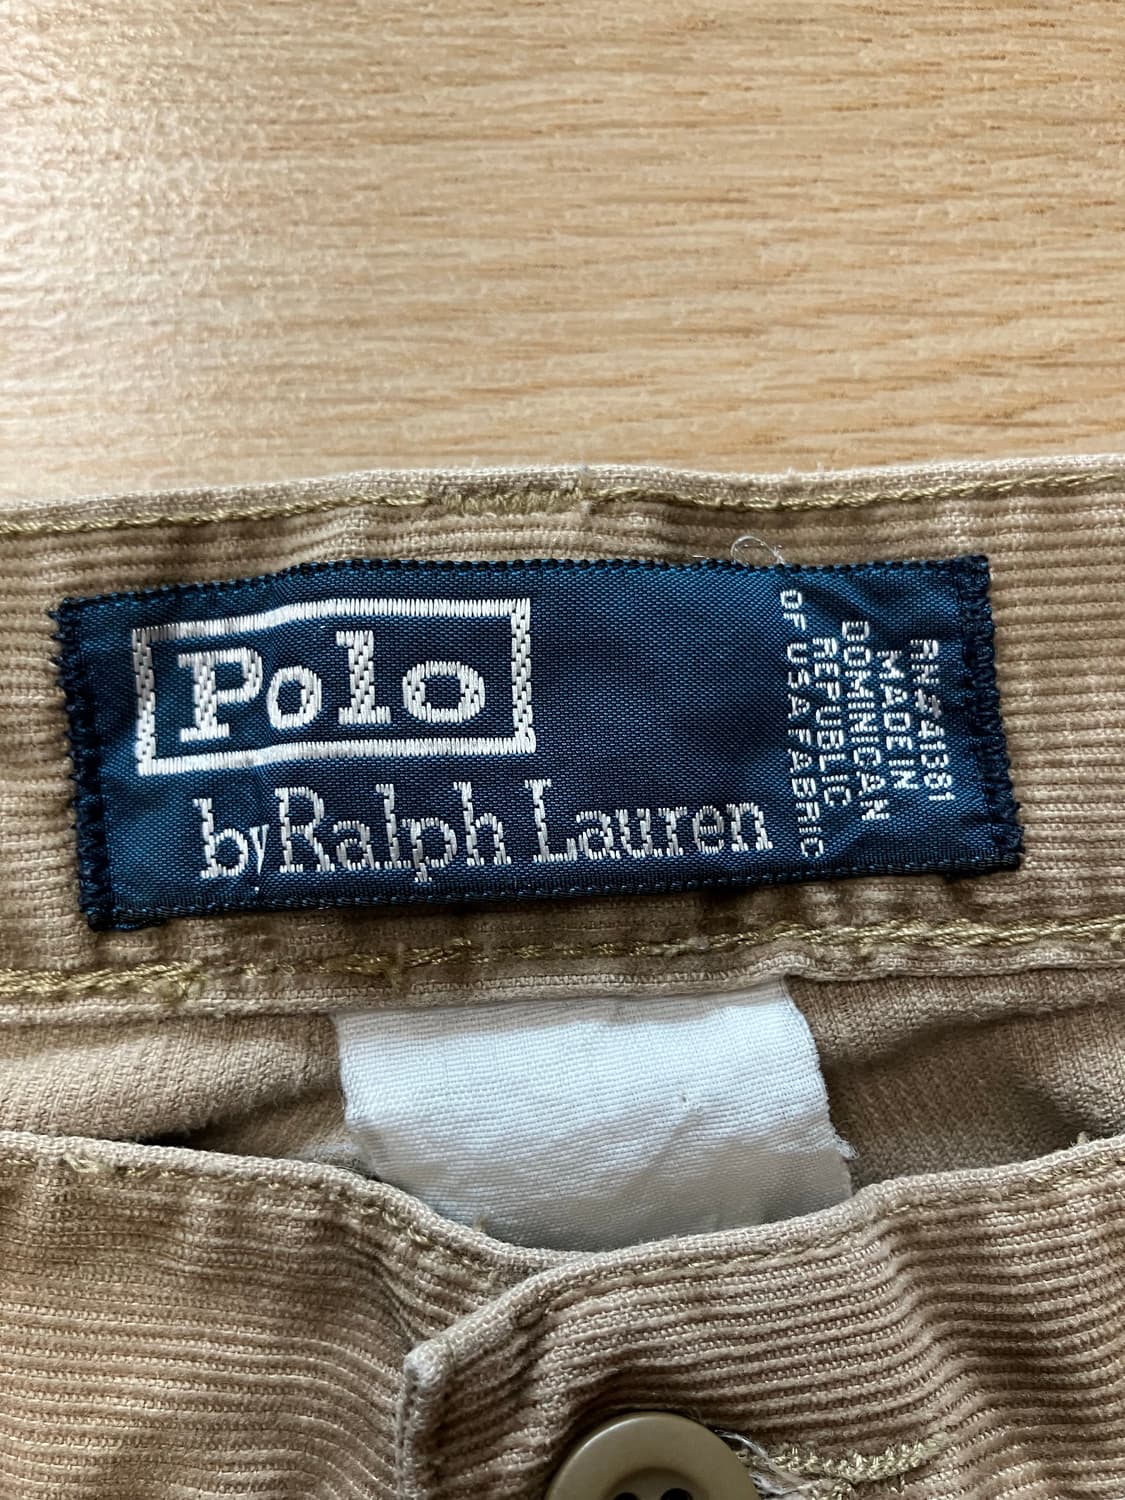 Polo
by Ralph Lauren
RN#41381
MADE IN
DOMINICAN
REPUBLIC
OF USA FABRIC